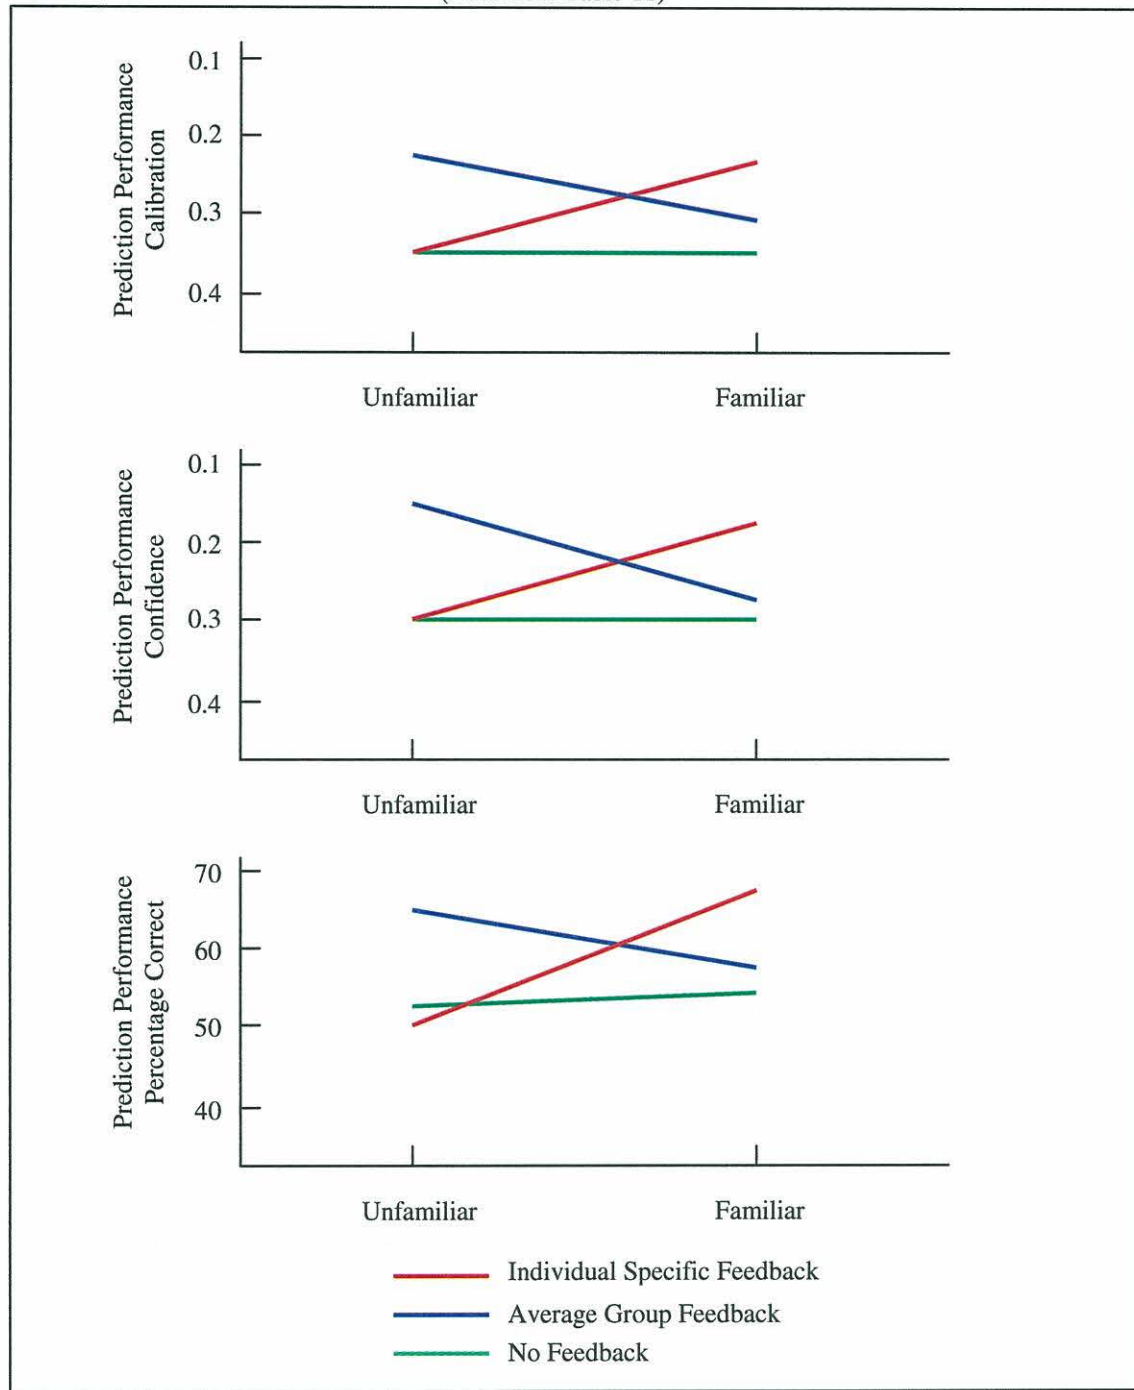 0.1
0.2
0.3
0.4
Prediction Performance
Calibration
Unfamiliar
Familiar
0.1
0.2
0.3
0.4
Prediction Performance
Confidence
Unfamiliar
Familiar
70
60
50
40
Prediction Performance
Percentage Correct
Unfamiliar
Familiar
Individual Specific Feedback
Average Group Feedback
No Feedback